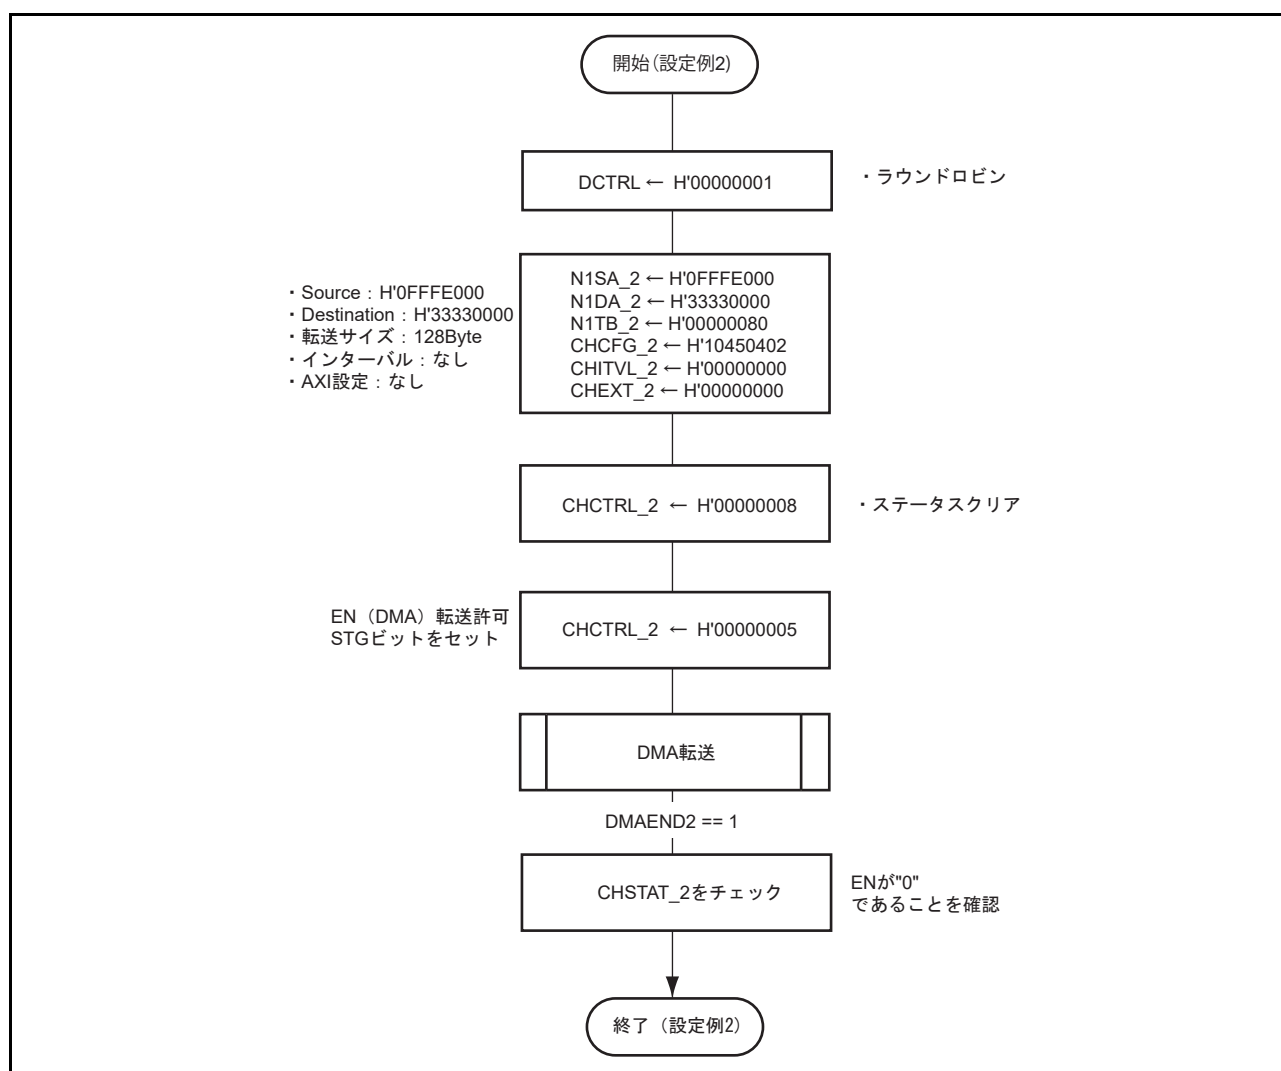 開始(設定例2)
DCTRL ← H'00000001
・ラウンドロビン
・Source：H'0FFFE000
・Destination：H'33330000
・転送サイズ：128Byte
・インターバル：なし
・AXI設定：なし
N1SA_2 ← H'0FFFE000
N1DA_2 ← H'33330000
N1TB_2 ← H'00000080
CHCFG_2 ← H'10450402
CHITVL_2 ← H'00000000
CHEXT_2 ← H'00000000
CHCTRL_2 ← H'00000008
・ステータスクリア
EN（DMA）転送許可
STGビットをセット
CHCTRL_2 ← H'00000005
DMA転送
DMAEND2 == 1
CHSTAT_2をチェック
ENが"0"
であることを確認
終了（設定例2）